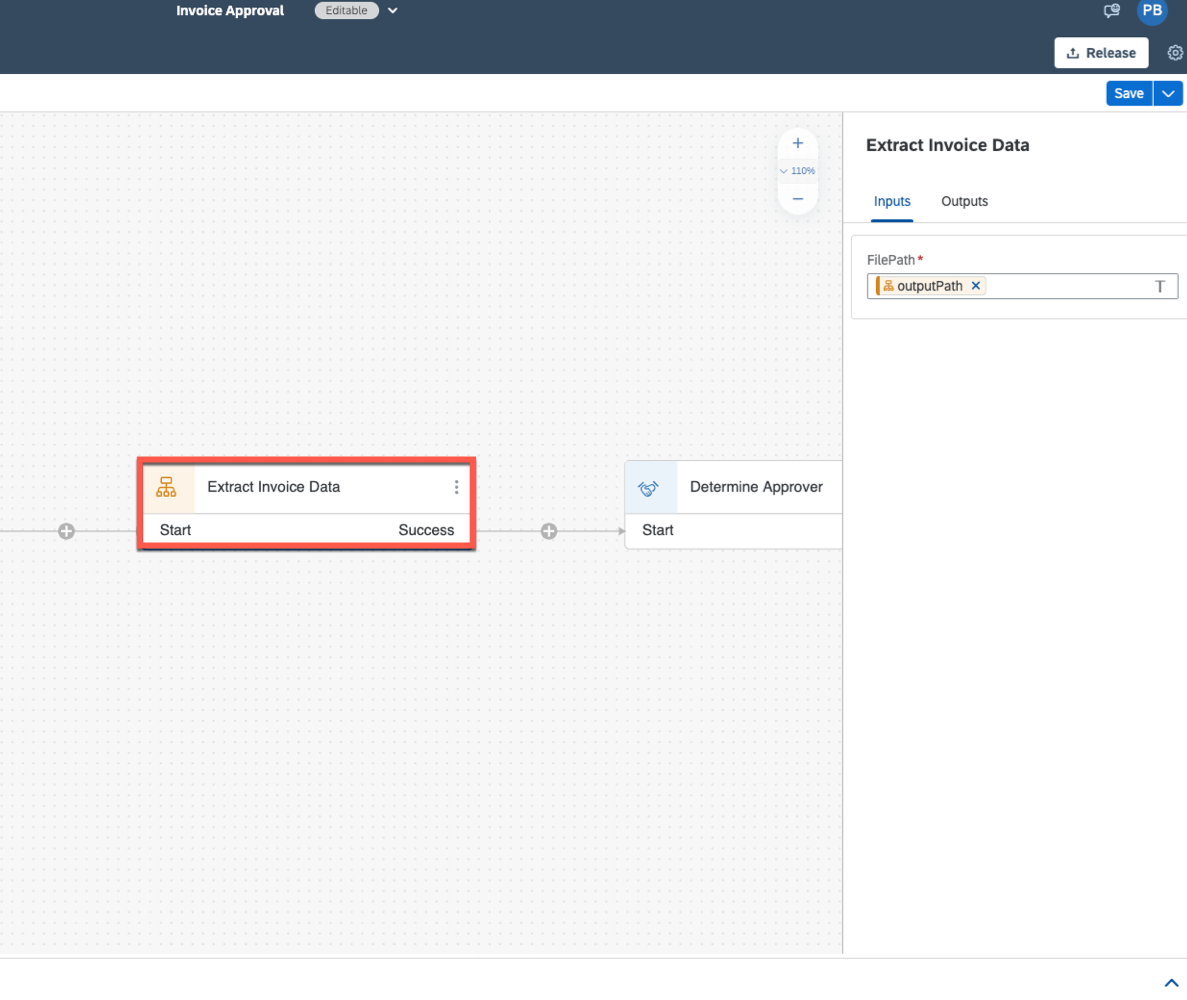 Invoice Approval Editable
PB
Release
Save
110%
Extract Invoice Data
Inputs Outputs
FilePath*
outputPath T
Extract Invoice Data
Start Success
Determine Approver
Start